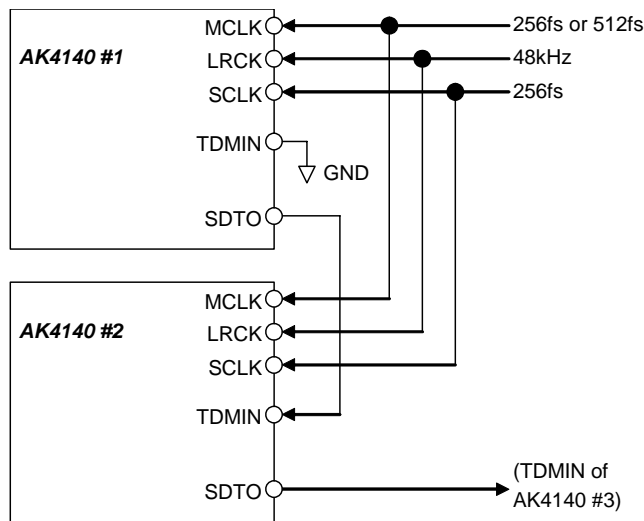 MCLK
256fs or 512fs
AK4140 #1
LRCK
48kHz
SCLK
256fs
TDMIN
GND
SDTO
MCLK
AK4140 #2
LRCK
SCLK
TDMIN
SDTO
(TDMIN of
AK4140 #3)